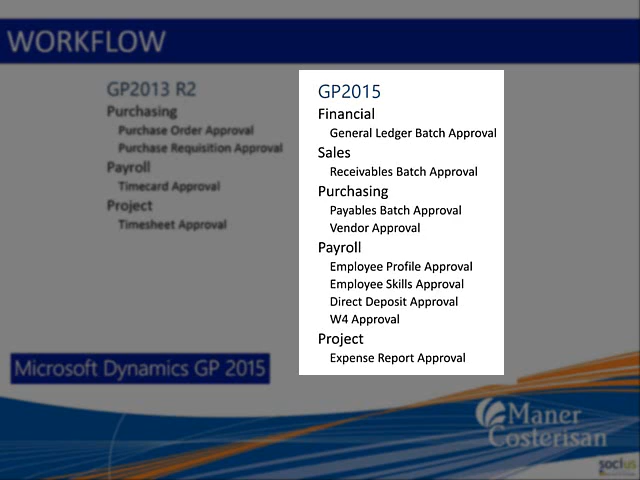 WORKFLOW
GP2013 R2
Purchasing
Purchase Order Approval
Purchase Requisition Approval
Payroll
Timecard Approval
Project
Timesheet Approval
GP2015
Financial
General Ledger Batch Approval
Sales
Receivables Batch Approval
Purchasing
Payables Batch Approval
Vendor Approval
Payroll
Employee Profile Approval
Employee Skills Approval
Direct Deposit Approval
W4 Approval
Project
Expense Report Approval
Microsoft Dynamics GP 2015
Maner
Costerisan
socius